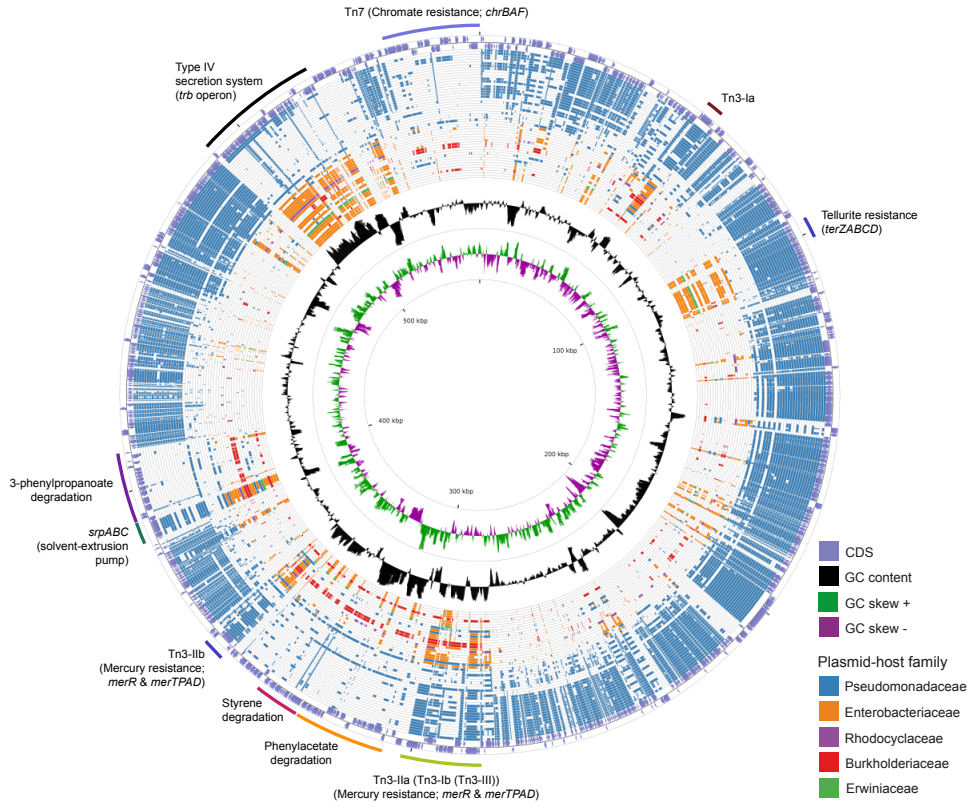 Tn7 (Chromate resistance; chrBAF)
Type IV
secretion system
(trb operon)
Tn3-Ia
Tellurite resistance
(terZABCD)
500 kbp
100 kbp
400 kbp
200 kbp
300 kbp
3-phenylpropanoate
degradation
srpABC
(solvent-extrusion
pump)
Tn3-IIb
(Mercury resistance;
merR & merTPAD)
Styrene
degradation
Phenylacetate
degradation
Tn3-IIa (Tn3-Ib (Tn3-III))
(Mercury resistance; merR & merTPAD)
CDS
GC content
GC skew +
GC skew -
Plasmid-host family
Pseudomonadaceae
Enterobacteriaceae
Rhodocyclaceae
Burkholderiaceae
Erwiniaceae